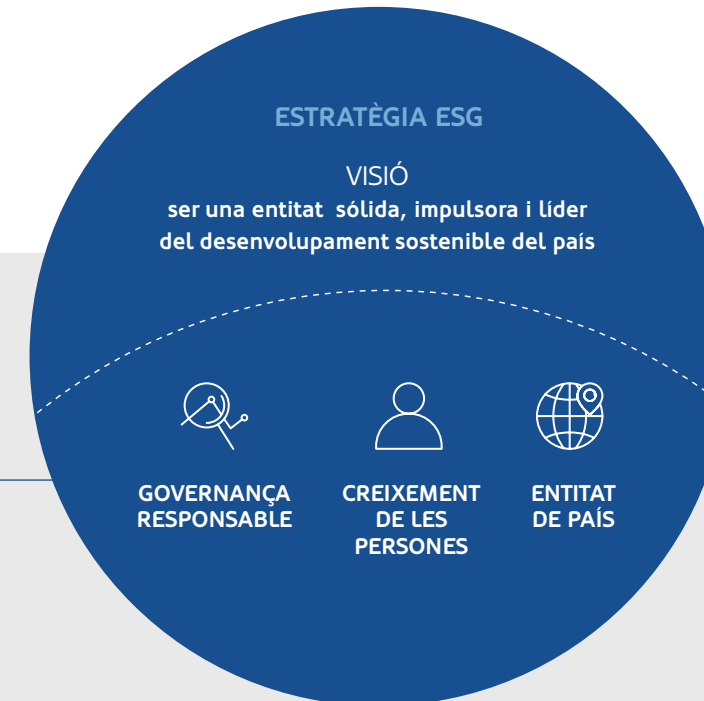 ESTRATÈGIA ESG
VISIÓ
ser una entitat sólida, impulsora i líder
del desenvolupament sostenible del país
GOVERNANÇA
RESPONSABLE
CREIXEMENT
DE LES
PERSONES
ENTITAT
DE PAÍS